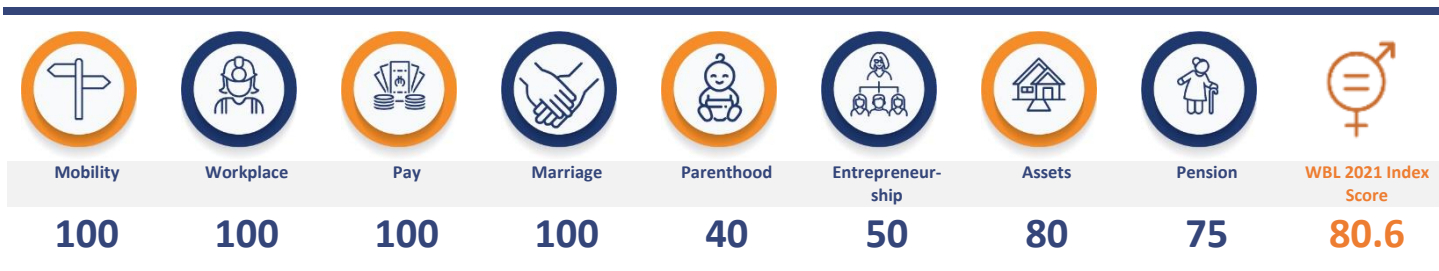 Mobility Workplace Pay Marriage Parenthood Entrepreneur- Assets Pension WBL 2021 Index
ship Score
100 100 100 100 40 50 80 75 80.6